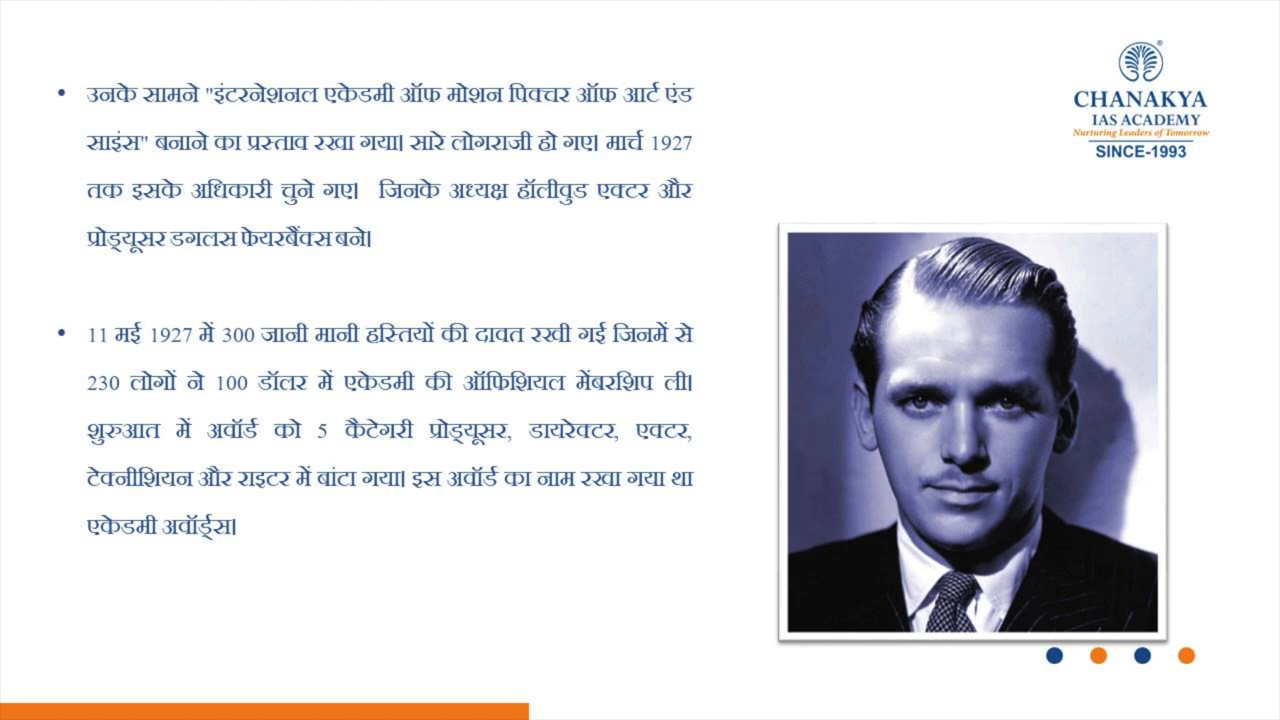 • उनके सामने "इंटरनेशनल एकेडमी ऑफ मोशन पिक्चर ऑफ आर्ट एंड
साइंस" बनाने का प्रस्ताव रखा गया। सारे लोगराजी हो गए। मार्च 1927
तक इसके अधिकारी चुने गए। जिनके अध्यक्ष हॉलीवुड एक्टर और
प्रोड्यूसर डगलस फेयरबैंक्स बने।
• 11 मई 1927 में 300 जानी मानी हस्तियों की दावत रखी गई जिनमें से
230 लोगों ने 100 डॉलर में एकेडमी की ऑफिशियल मेंबरशिप ली।
शुरुआत में अवॉर्ड को 5 कैटेगरी प्रोड्यूसर, डायरेक्टर, एक्टर,
टेक्नीशियन और राइटर में बांटा गया। इस अवॉर्ड का नाम रखा गया था
एकेडमी अवॉर्ड्स।
CHANAKYA
IAS ACADEMY
Nurturing Leaders of Tomorrow
SINCE-1993